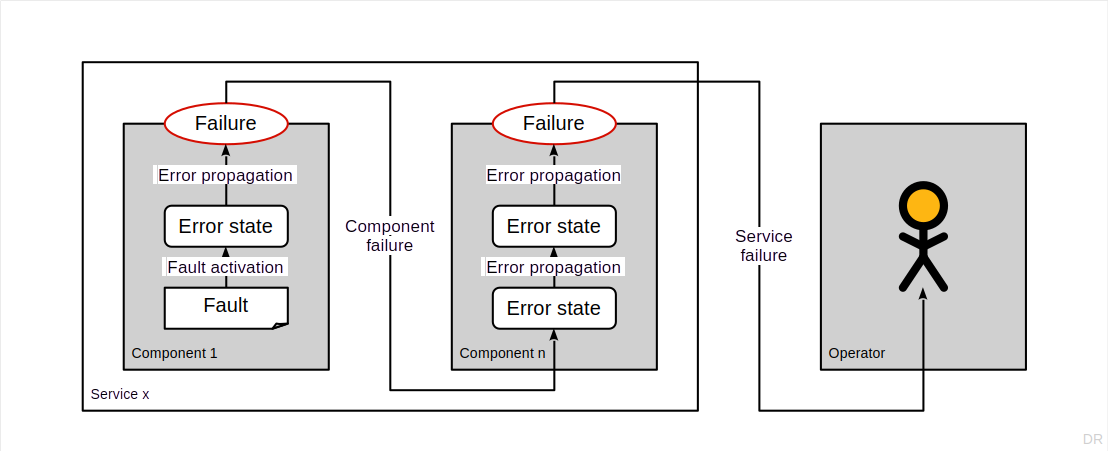 Failure
Error propagation
Error state
Fault activation
Fault
Component 1
Service x
Component
failure
Failure
Error propagation
Error state
Error propagation
Error state
Component n
Service
failure
Operator
DR